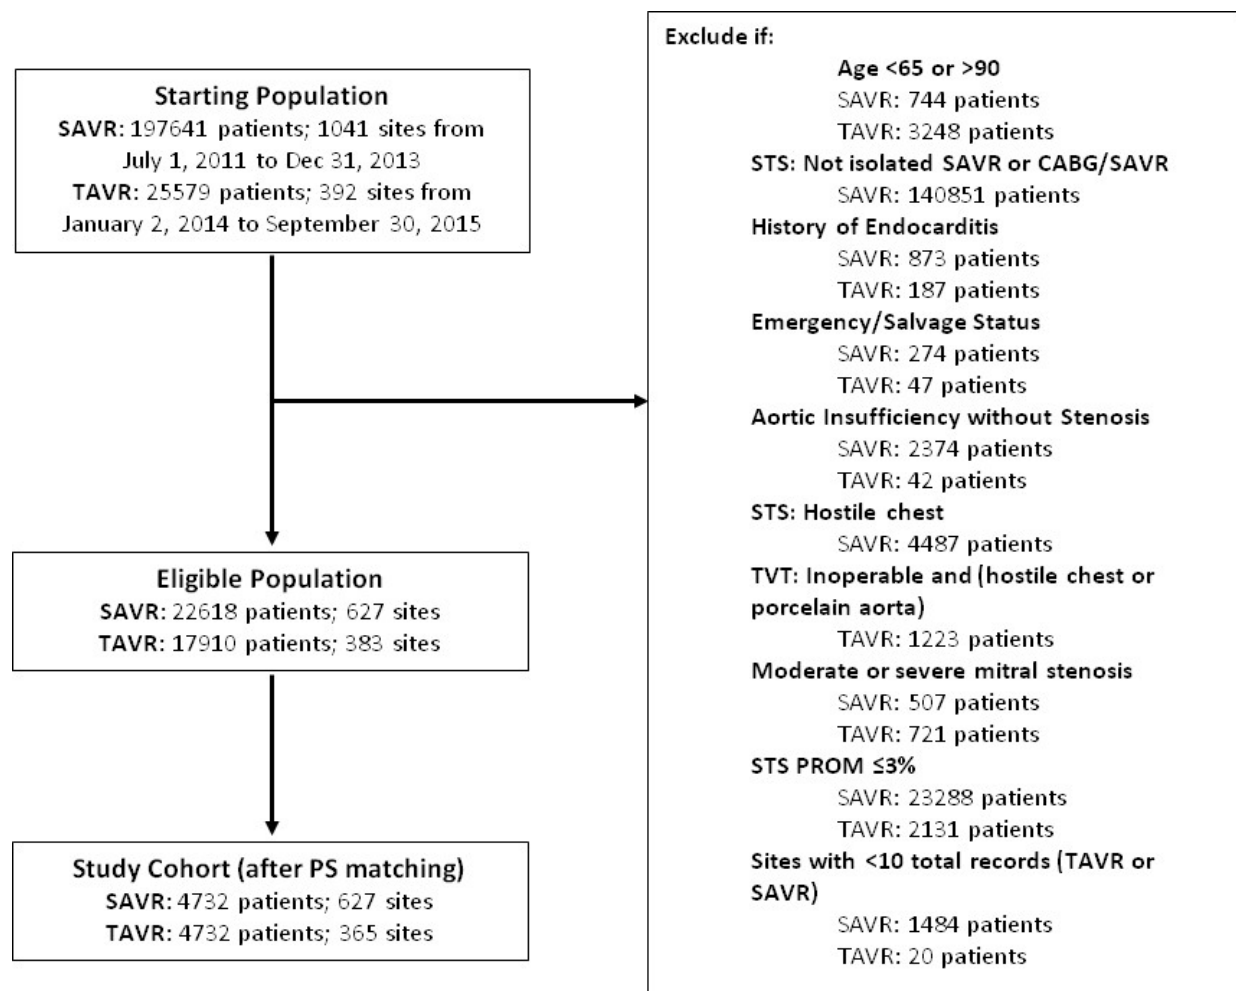 Starting Population
SAVR: 197641 patients; 1041 sites from
July 1, 2011 to Dec 31, 2013
TAVR: 25579 patients; 392 sites from
January 2, 2014 to September 30, 2015
Eligible Population
SAVR: 22618 patients; 627 sites
TAVR: 17910 patients; 383 sites
Study Cohort (after PS matching)
SAVR: 4732 patients; 627 sites
TAVR: 4732 patients; 365 sites
Exclude if:
Age <65 or >90
SAVR: 744 patients
TAVR: 3248 patients
STS: Not isolated SAVR or CABG/SAVR
SAVR: 140851 patients
History of Endocarditis
SAVR: 873 patients
TAVR: 187 patients
Emergency/Salvage Status
SAVR: 274 patients
TAVR: 47 patients
Aortic Insufficiency without Stenosis
SAVR: 2374 patients
TAVR: 42 patients
STS: Hostile chest
SAVR: 4487 patients
TVT: Inoperable and (hostile chest or
porcelain aorta)
TAVR: 1223 patients
Moderate or severe mitral stenosis
SAVR: 507 patients
TAVR: 721 patients
STS PROM ≤3%
SAVR: 23288 patients
TAVR: 2131 patients
Sites with <10 total records (TAVR or
SAVR)
SAVR: 1484 patients
TAVR: 20 patients